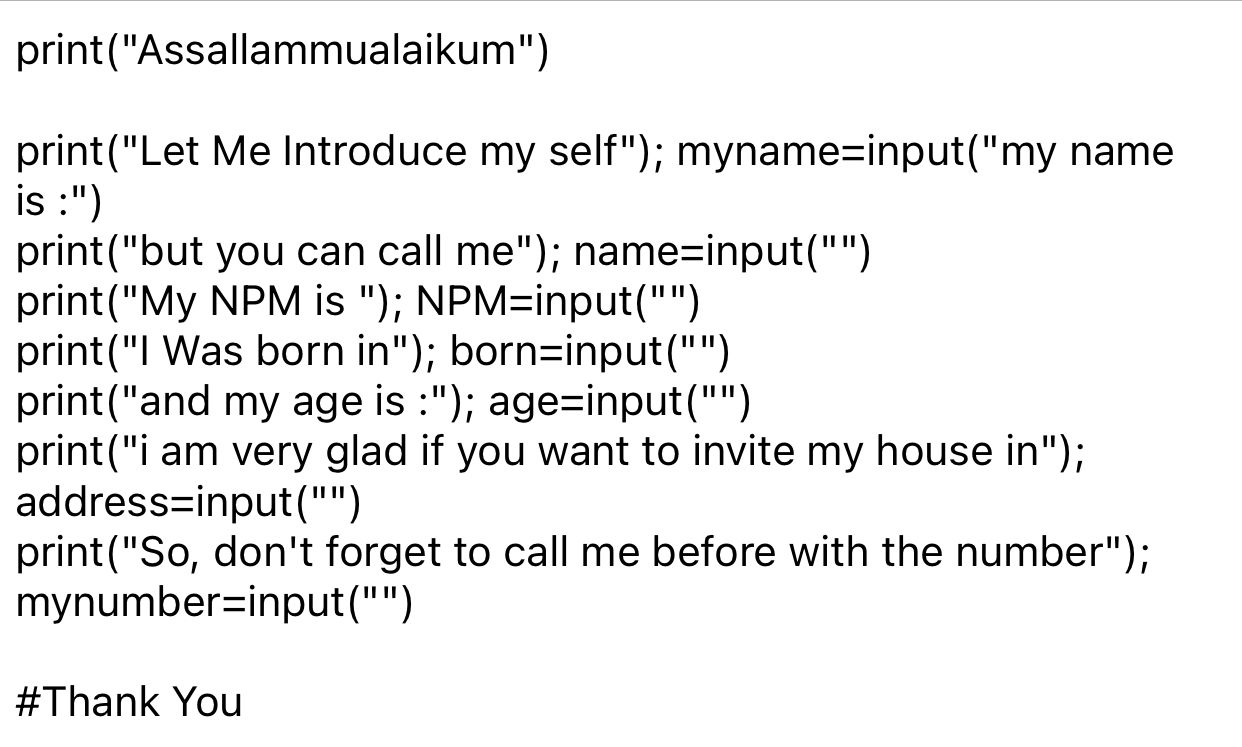 print("Assallammualaikum")
print("Let Me Introduce my self"); myname=input("my name
is :")
print("but you can call me"); name=input("")
print("My NPM is "); NPM=input("")
print("I Was born in"); born=input("")
print("and my age is :"); age=input("")
print("i am very glad if you want to invite my house in");
address=input("")
print("So, don't forget to call me before with the number");
mynumber=input("")
#Thank You